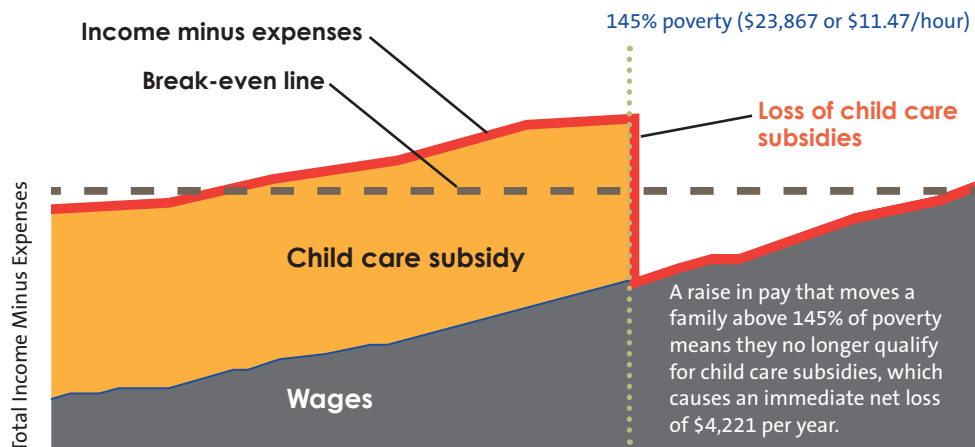 145% poverty ($23,867 or $11.47/hour)
Income minus expenses
Break-even line
Loss of child care
subsidies
Total Income Minus Expenses
Child care subsidy
Wages
A raise in pay that moves a
family above 145% of poverty
means they no longer qualify
for child care subsidies, which
causes an immediate net loss
of $4,221 per year.